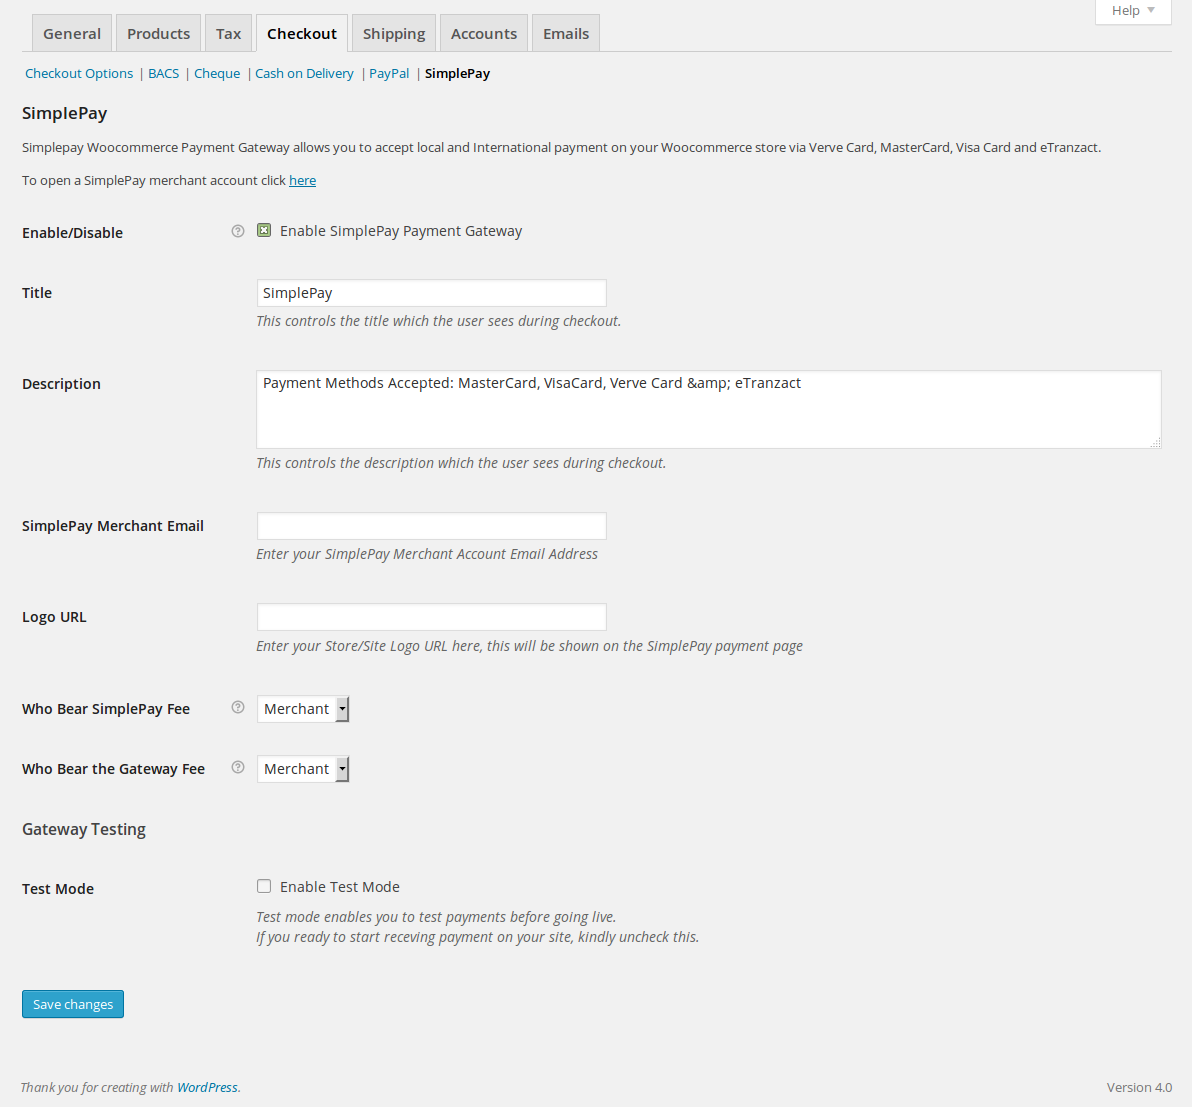 Help
General Products Tax Checkout Shipping Accounts Emails
Checkout Options | BACS | Cheque | Cash on Delivery | PayPal | SimplePay
SimplePay
Simplepay Woocommerce Payment Gateway allows you to accept local and International payment on your Woocommerce store via Verve Card, MasterCard, Visa Card and eTranzact.
To open a SimplePay merchant account click here
Enable/Disable ? Enable SimplePay Payment Gateway
Title SimplePay
This controls the title which the user sees during checkout.
Description Payment Methods Accepted: MasterCard, VisaCard, Verve Card &amp; eTranzact
This controls the description which the user sees during checkout.
SimplePay Merchant Email
Enter your SimplePay Merchant Account Email Address
Logo URL
Enter your Store/Site Logo URL here, this will be shown on the SimplePay payment page
Who Bear SimplePay Fee ? Merchant
Who Bear the Gateway Fee ? Merchant
Gateway Testing
Test Mode Enable Test Mode
Test mode enables you to test payments before going live.
If you ready to start receving payment on your site, kindly uncheck this.
Save changes
Thank you for creating with WordPress. Version 4.0